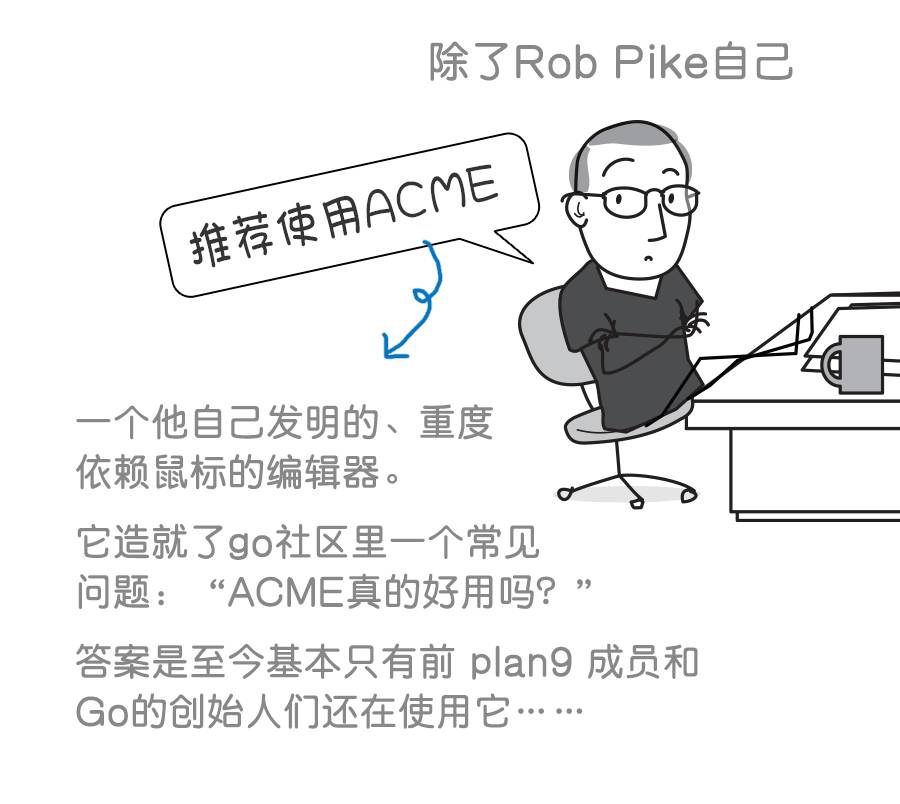 除了Rob Pike自己
推荐使用ACME
一个他自己发明的、重度
依赖鼠标的编辑器。
它造就了go社区里一个常见
问题：“ACME真的好用吗？”
答案是至今基本只有前 plan9 成员和
Go的创始人们还在使用它……